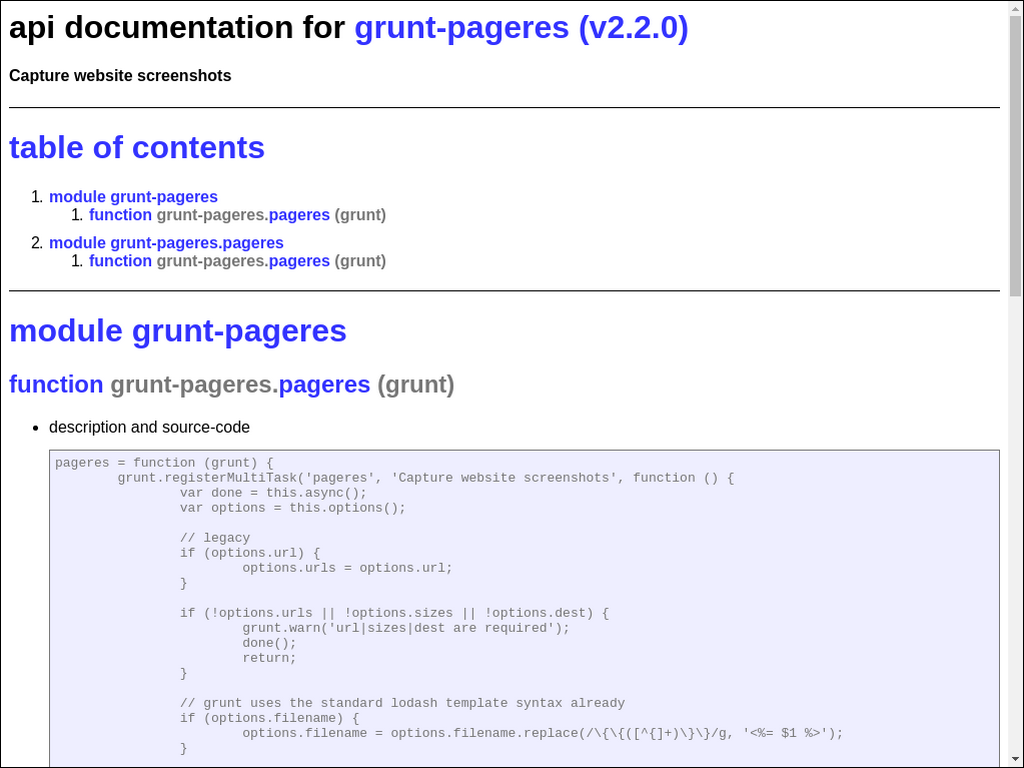 api documentation for grunt-pageres (v2.2.0)
Capture website screenshots
table of contents
1. module grunt-pageres
1. function grunt-pageres.pageres (grunt)
2. module grunt-pageres.pageres
1. function grunt-pageres.pageres (grunt)
module grunt-pageres
function grunt-pageres.pageres (grunt)
• description and source-code
pageres = function (grunt) {
        grunt.registerMultiTask('pageres', 'Capture website screenshots', function () {
                var done = this.async();
                var options = this.options();
                // legacy
                if (options.url) {
                        options.urls = options.url;
                }
                if (!options.urls || !options.sizes || !options.dest) {
                        grunt.warn('url|sizes|dest are required');
                        done();
                        return;
                }
                // grunt uses the standard lodash template syntax already
                if (options.filename) {
                        options.filename = options.filename.replace(/\{\{([^{]+)\}\}/g, '<%= $1 %>');
                }